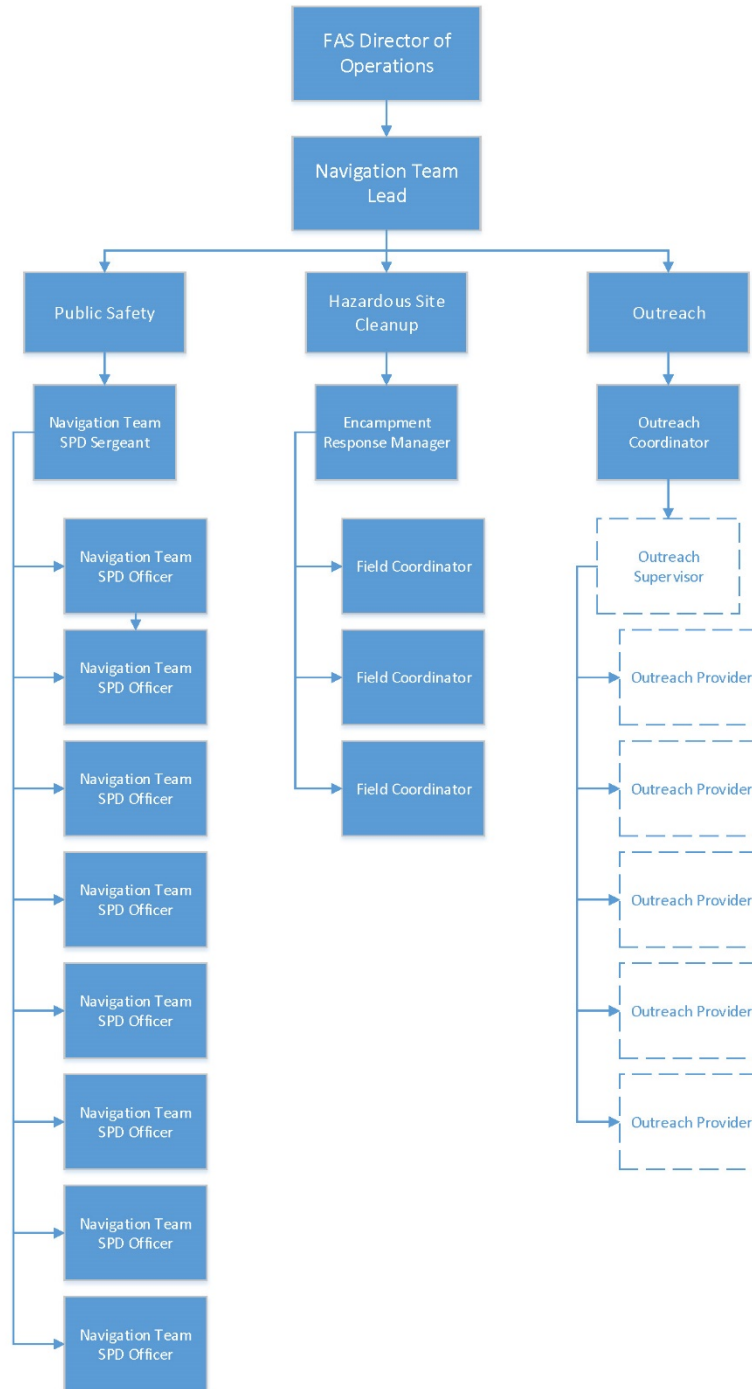 FAS Director of
Operations
Navigation Team
Lead
Public Safety
Hazardous Site
Cleanup
Outreach
Navigation Team
SPD Sergeant
Encampment
Response Manager
Outreach
Coordinator
Navigation Team
SPD Officer
Field Coordinator
Outreach
Supervisor
Navigation Team
SPD Officer
Field Coordinator
Outreach Provider
Navigation Team
SPD Officer
Field Coordinator
Outreach Provider
Navigation Team
SPD Officer
Outreach Provider
Navigation Team
SPD Officer
Outreach Provider
Navigation Team
SPD Officer
Outreach Provider
Navigation Team
SPD Officer
Navigation Team
SPD Officer